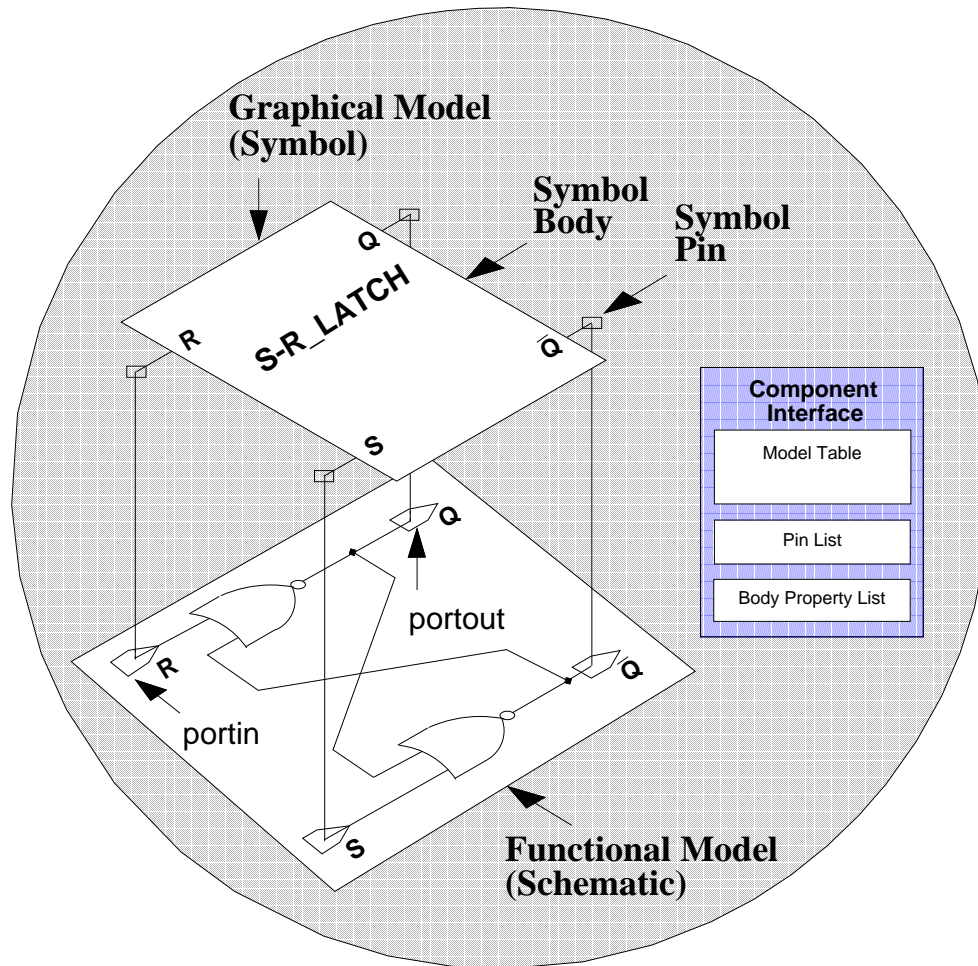 Graphical Model
(Symbol)
Symbol
Body
Symbol
Pin
Q
S-R_LATCH
R
Q̅
S
Component
Interface
Model Table
Pin List
Body Property List
Q
portout
R
Q̅
portin
S
Functional Model
(Schematic)